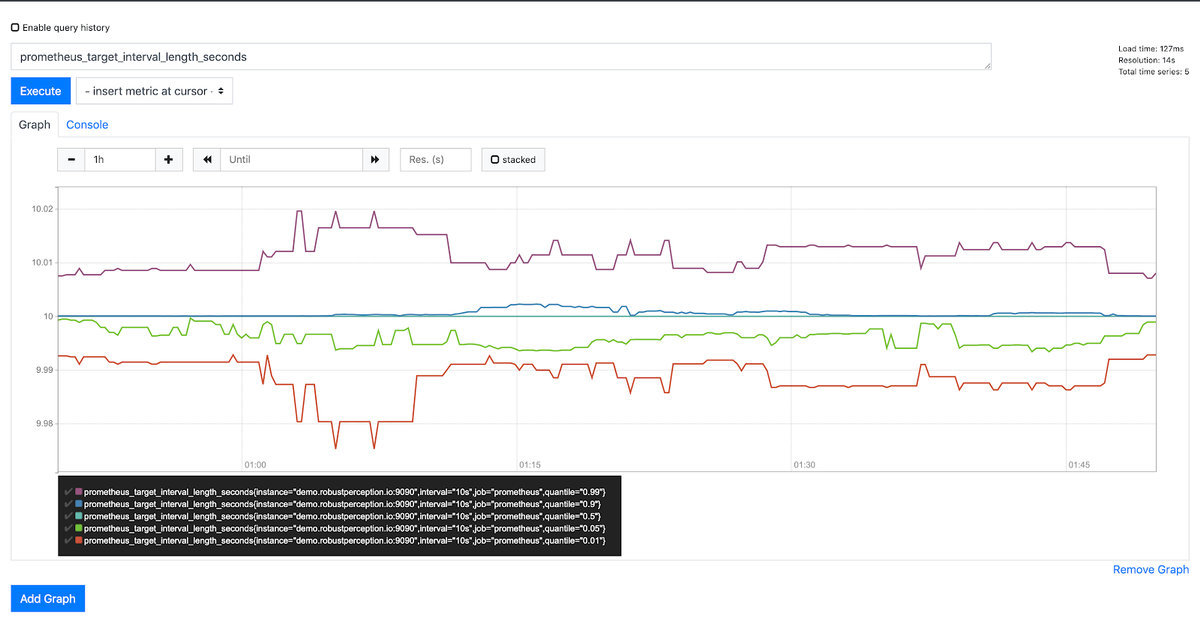 Enable query history
prometheus_target_interval_length_seconds
Load time: 127ms
Resolution: 14s
Total time series: 5
Execute
- insert metric at cursor -
Graph Console
1h Until Res. (s) stacked
10.02
10.01
10
9.99
9.98
01:00 01:15 01:30 01:45
prometheus_target_interval_length_seconds{instance="demo.robustperception.io:9090",interval="10s",job="prometheus",quantile="0.99"}
prometheus_target_interval_length_seconds{instance="demo.robustperception.io:9090",interval="10s",job="prometheus",quantile="0.9"}
prometheus_target_interval_length_seconds{instance="demo.robustperception.io:9090",interval="10s",job="prometheus",quantile="0.5"}
prometheus_target_interval_length_seconds{instance="demo.robustperception.io:9090",interval="10s",job="prometheus",quantile="0.05"}
prometheus_target_interval_length_seconds{instance="demo.robustperception.io:9090",interval="10s",job="prometheus",quantile="0.01"}
Remove Graph
Add Graph